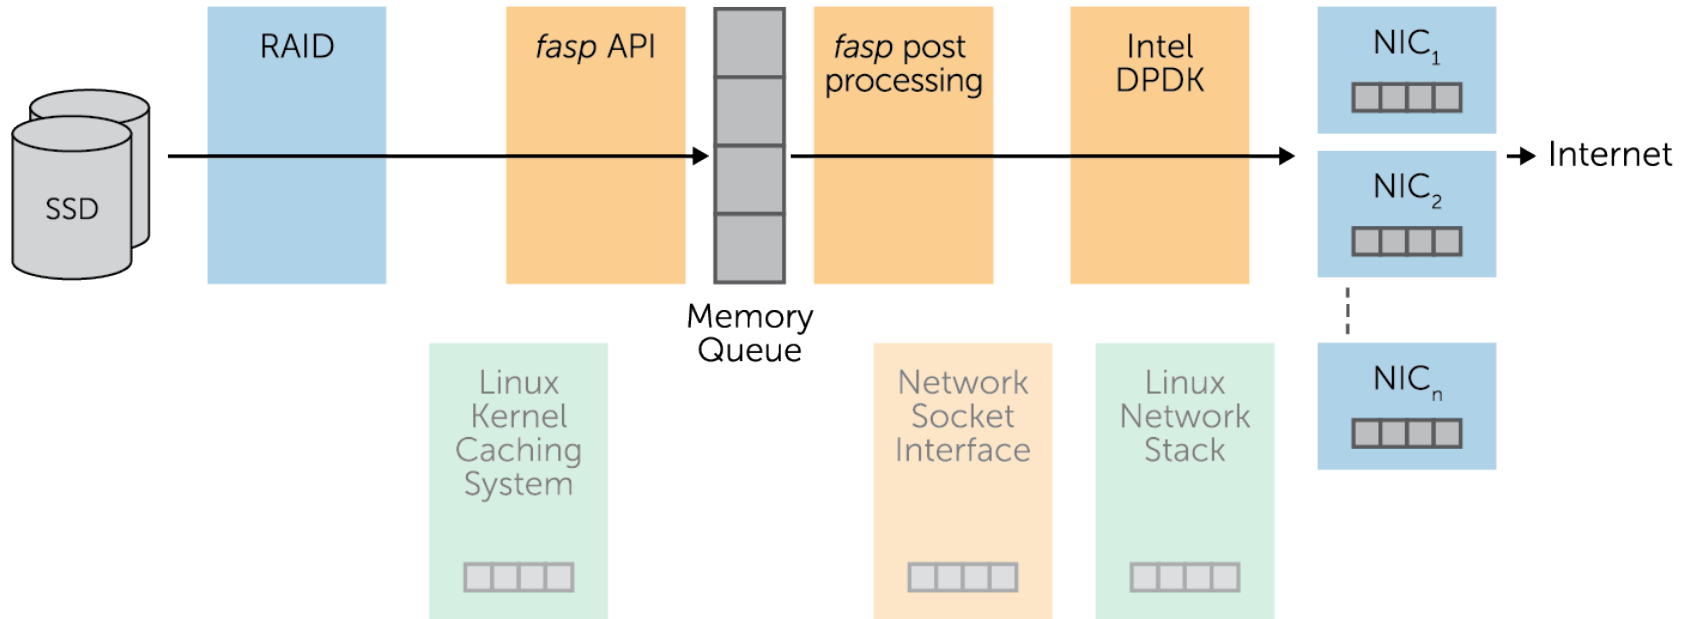 RAID
fasp API
fasp post
processing
Intel
DPDK
NIC1
SSD
Internet
NIC2
Memory
Queue
Linux
Kernel
Caching
System
Network
Socket
Interface
Linux
Network
Stack
NICn